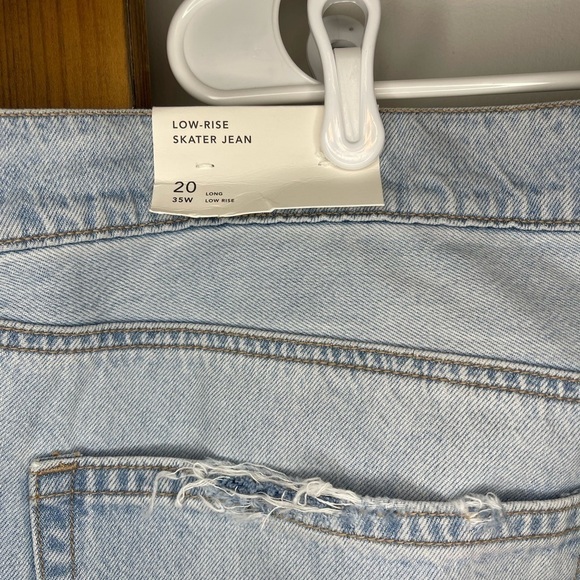 LOW-RISE
SKATER JEAN
20 LONG
35W LOW RISE